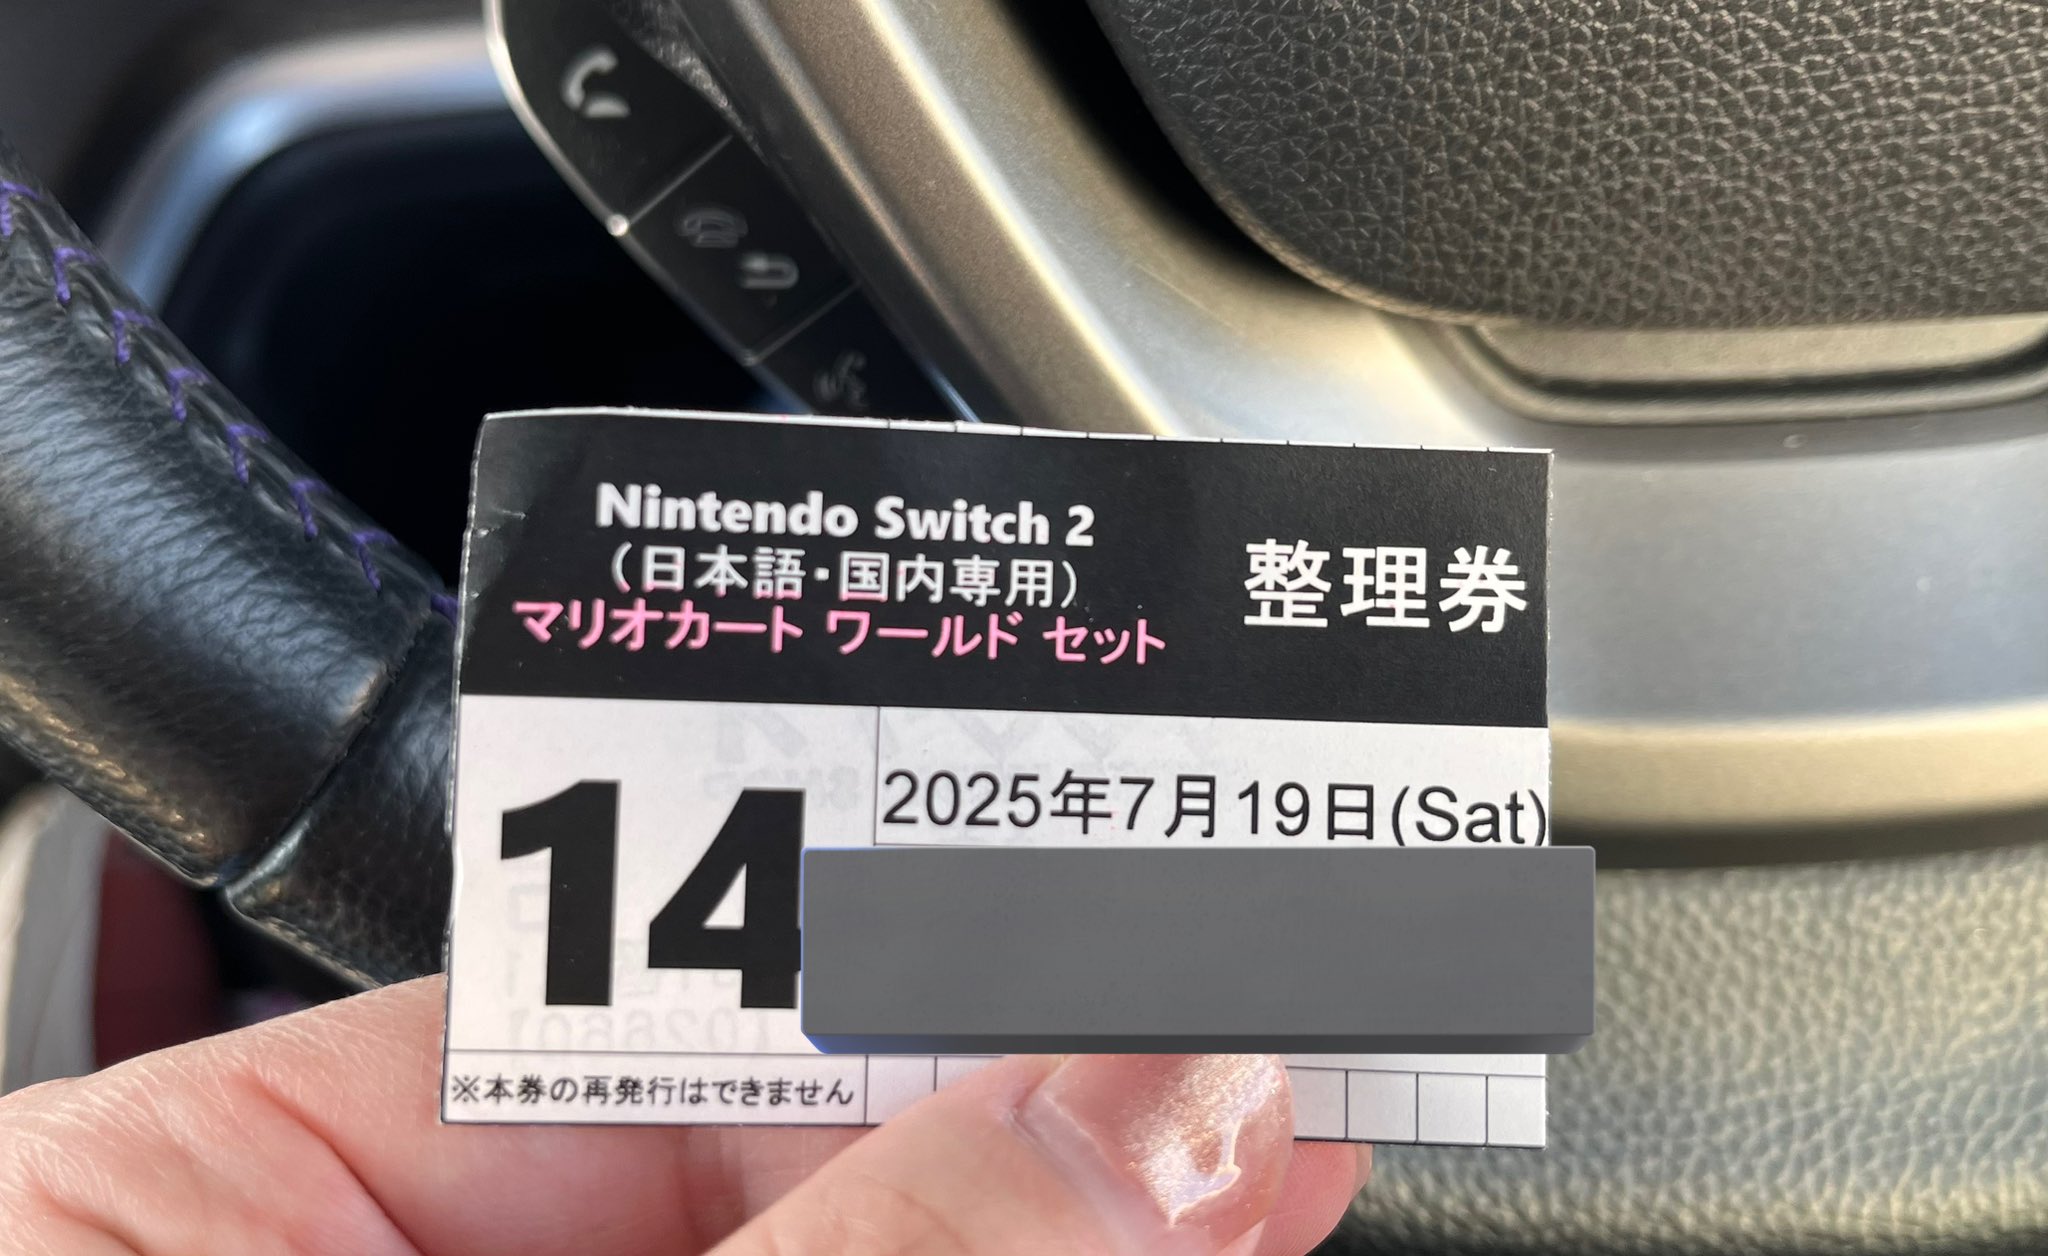 Nintendo Switch 2
（日本語・国内専用）
マリオカート ワールド セット
整理券
14
2025年7月19日(Sat)
※本券の再発行はできません